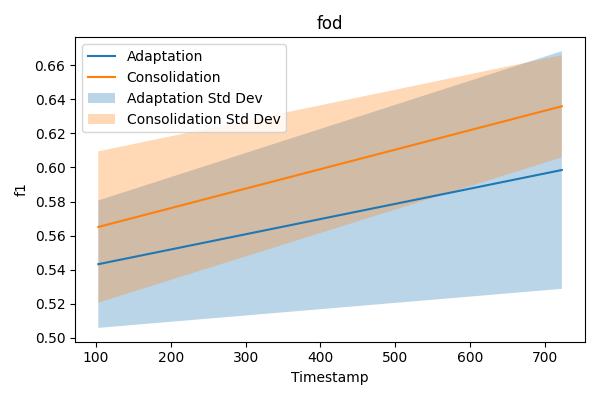 fod
Adaptation
Consolidation
Adaptation Std Dev
Consolidation Std Dev
0.66
0.64
0.62
0.60
0.58
0.56
0.54
0.52
0.50
f1
100 200 300 400 500 600 700
Timestamp